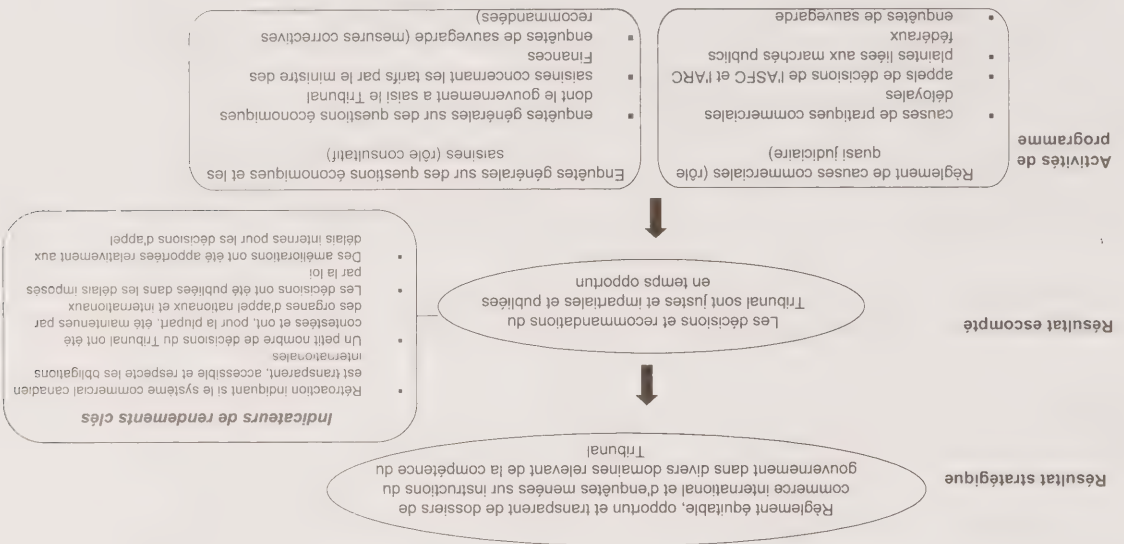 Résultat stratégique
Règlement équitable, opportun et transparent de dossiers de
commerce international et d'enquêtes menées sur instructions du
gouvernement dans divers domaines relevant de la compétence du
Tribunal
Résultat escompté
Les décisions et recommandations du
Tribunal sont justes et impartiales et publiées
en temps opportun
Indicateurs de rendements clés
▪ Rétroaction indiquant si le système commercial canadien
est transparent, accessible et respecte les obligations
internationales
▪ Un petit nombre de décisions du Tribunal ont été
contestées et ont, pour la plupart, été maintenues par
des organes d'appel nationaux et internationaux
▪ Les décisions ont été publiées dans les délais imposés
par la loi
▪ Des améliorations ont été apportées relativement aux
délais internes pour les décisions d'appel
Activités de
programme
Règlement de causes commerciales (rôle
quasi judiciaire)
▪ causes de pratiques commerciales
déloyales
▪ appels de décisions de l'ASFC et l'ARC
▪ plaintes liées aux marchés publics
fédéraux
▪ enquêtes de sauvegarde
Enquêtes générales sur des questions économiques et les
saisines (rôle consultatif)
▪ enquêtes générales sur des questions économiques
dont le gouvernement a saisi le Tribunal
▪ saisines concernant les tarifs par le ministre des
Finances
▪ enquêtes de sauvegarde (mesures correctives
recommandées)